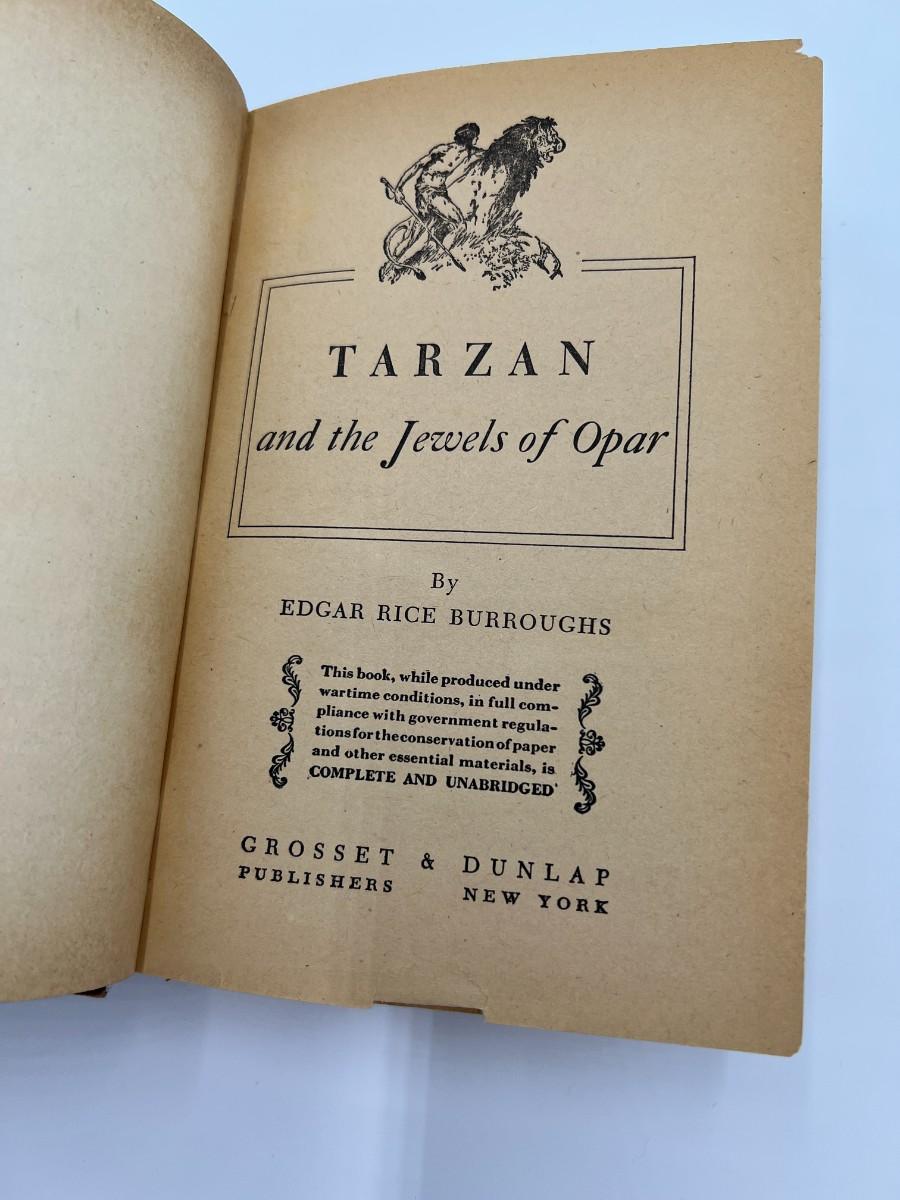 TARZAN
and the Jewels of Opar
By
EDGAR RICE BURROUGHS
This book, while produced under
wartime conditions, in full com-
pliance with government regula-
tions for the conservation of paper
and other essential materials, is
COMPLETE AND UNABRIDGED
GROSSET & DUNLAP
PUBLISHERS NEW YORK